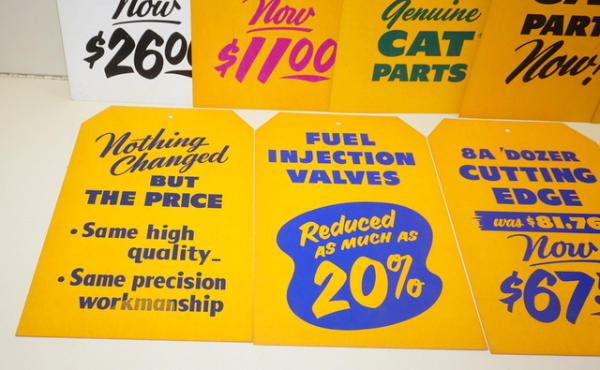 Now
$2600
Now
$1100
Genuine
CAT
PARTS
CAT
PART
Now!
Nothing
Changed
BUT
THE PRICE
• Same high
quality_
• Same precision
workmanship
FUEL
INJECTION
VALVES
Reduced
AS MUCH AS
20%
8A 'DOZER
CUTTING
EDGE
was $81.76
Now
$67